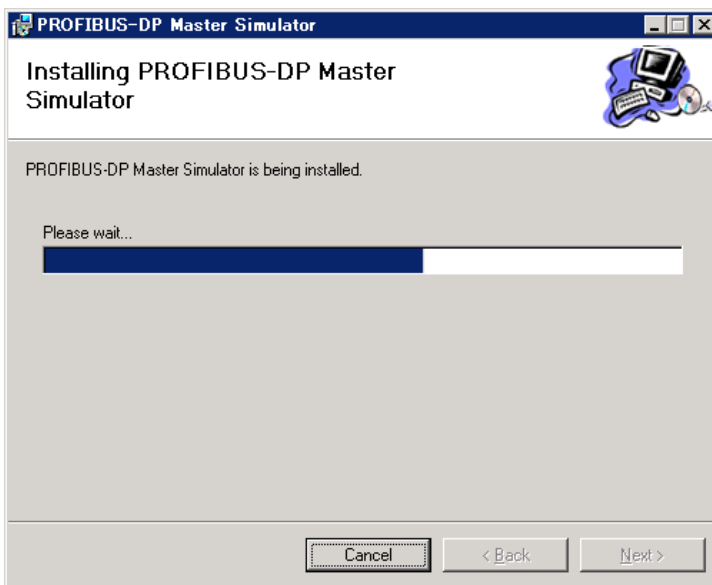 PROFIBUS-DP Master Simulator
Installing PROFIBUS-DP Master
Simulator
PROFIBUS-DP Master Simulator is being installed.
Please wait...
Cancel
< Back
Next >